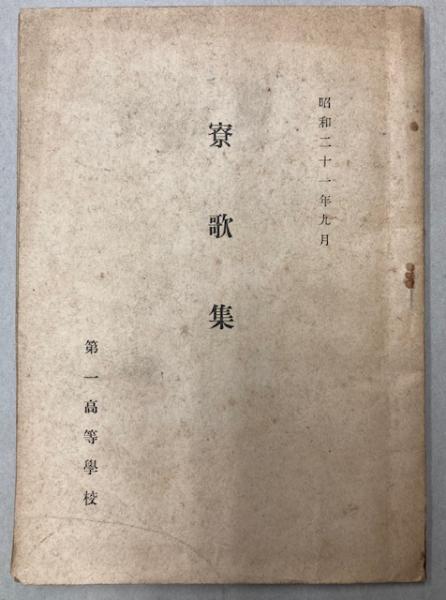 昭和二十一年九月
寮歌集
第一高等學校